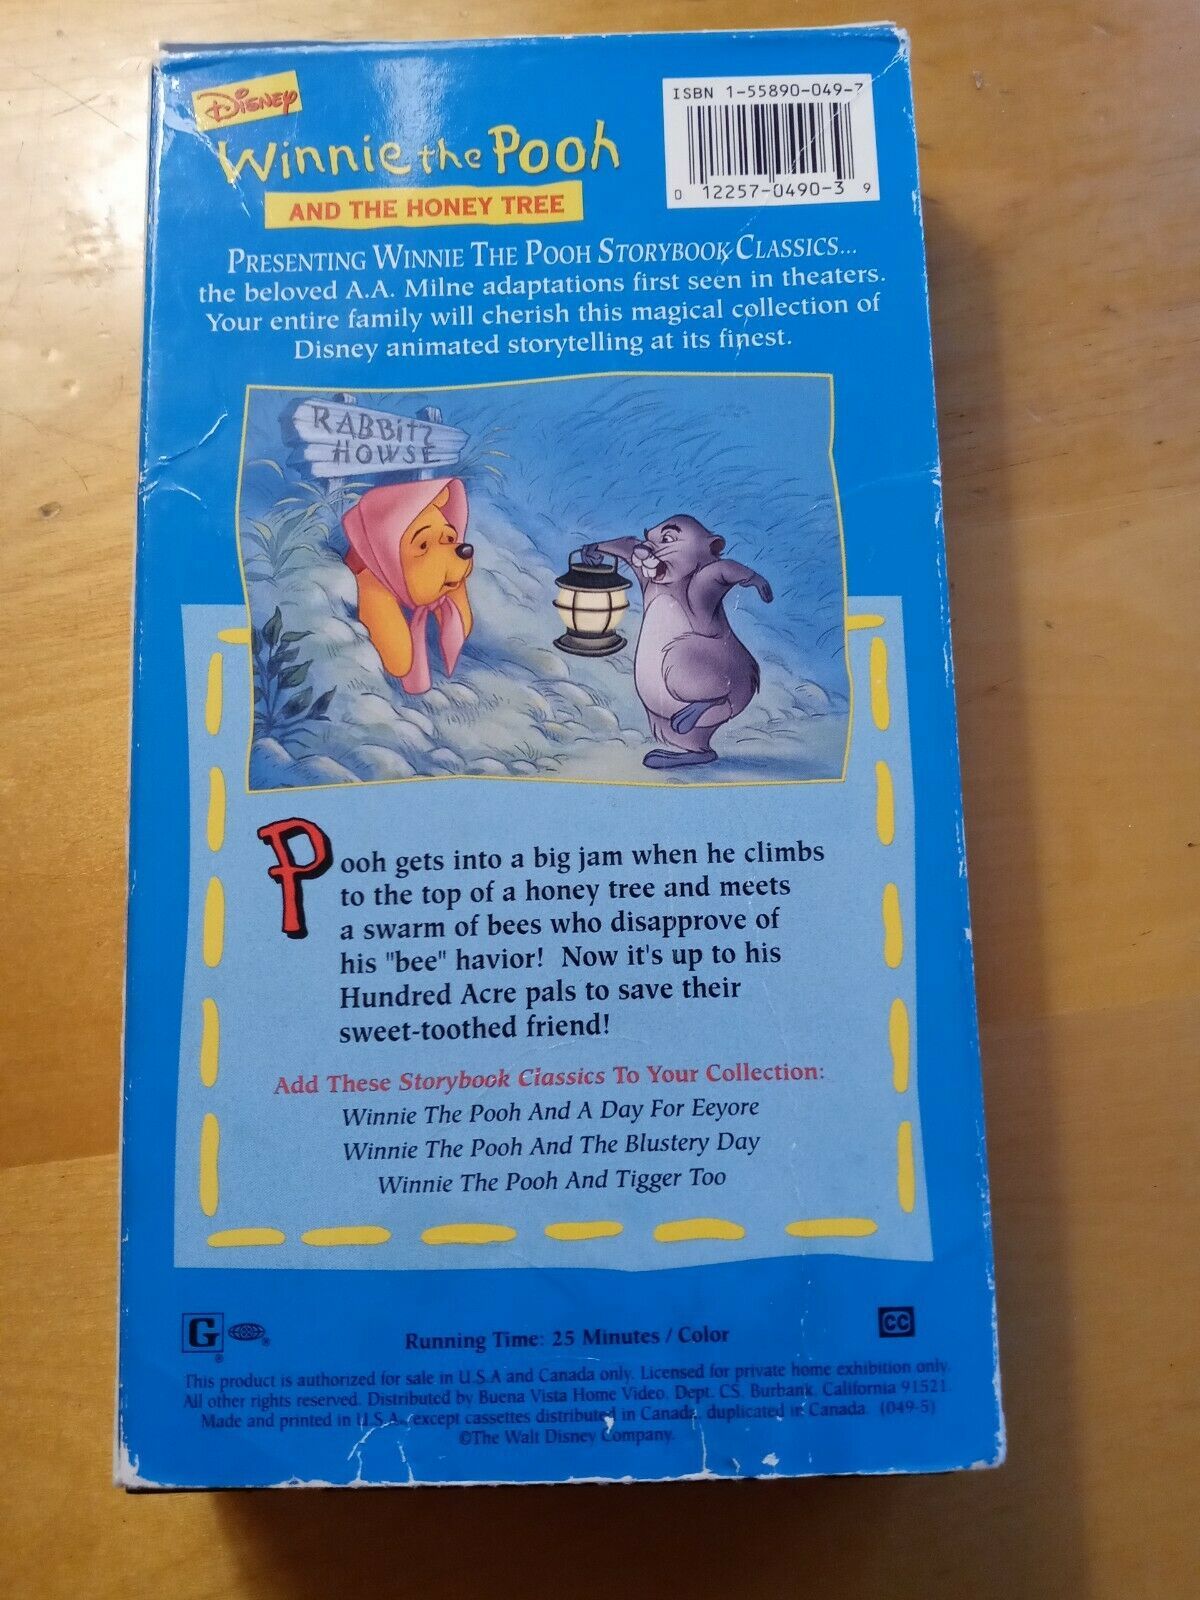 Disney
Winnie the Pooh
AND THE HONEY TREE
ISBN 1-55890-049-7
0 12257-0490-3 9
PRESENTING WINNIE THE POOH STORYBOOK CLASSICS...
the beloved A.A. Milne adaptations first seen in theaters.
Your entire family will cherish this magical collection of
Disney animated storytelling at its finest.
RABBITS
HOWSE
Pooh gets into a big jam when he climbs
to the top of a honey tree and meets
a swarm of bees who disapprove of
his "bee" havior! Now it's up to his
Hundred Acre pals to save their
sweet-toothed friend!
Add These Storybook Classics To Your Collection:
Winnie The Pooh And A Day For Eeyore
Winnie The Pooh And The Blustery Day
Winnie The Pooh And Tigger Too
G ®
®
Running Time: 25 Minutes / Color
CC
This product is authorized for sale in U.S.A and Canada only. Licensed for private home exhibition only.
All other rights reserved. Distributed by Buena Vista Home Video, Dept. CS, Burbank, California 91521.
Made and printed in U.S.A., except cassettes distributed in Canada, duplicated in Canada. (049-5)
©The Walt Disney Company.